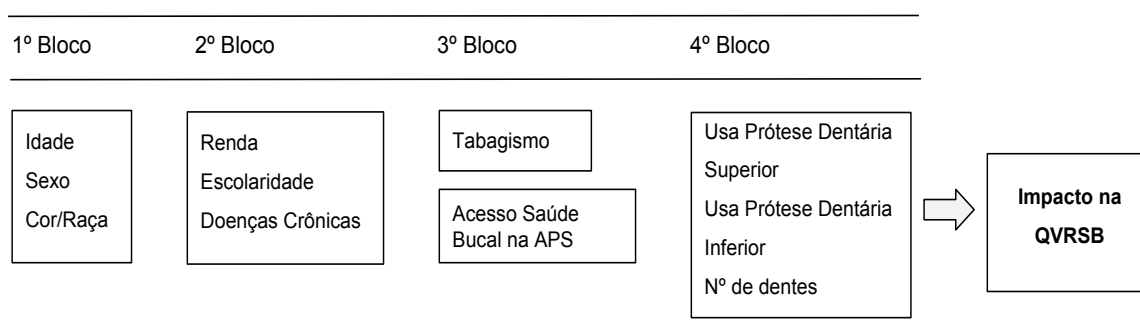 1º Bloco
2º Bloco
3º Bloco
4º Bloco
Idade
Sexo
Cor/Raça
Renda
Escolaridade
Doenças Crônicas
Tabagismo
Acesso Saúde
Bucal na APS
Usa Prótese Dentária
Superior
Usa Prótese Dentária
Inferior
Nº de dentes
Impacto na
QVRSB